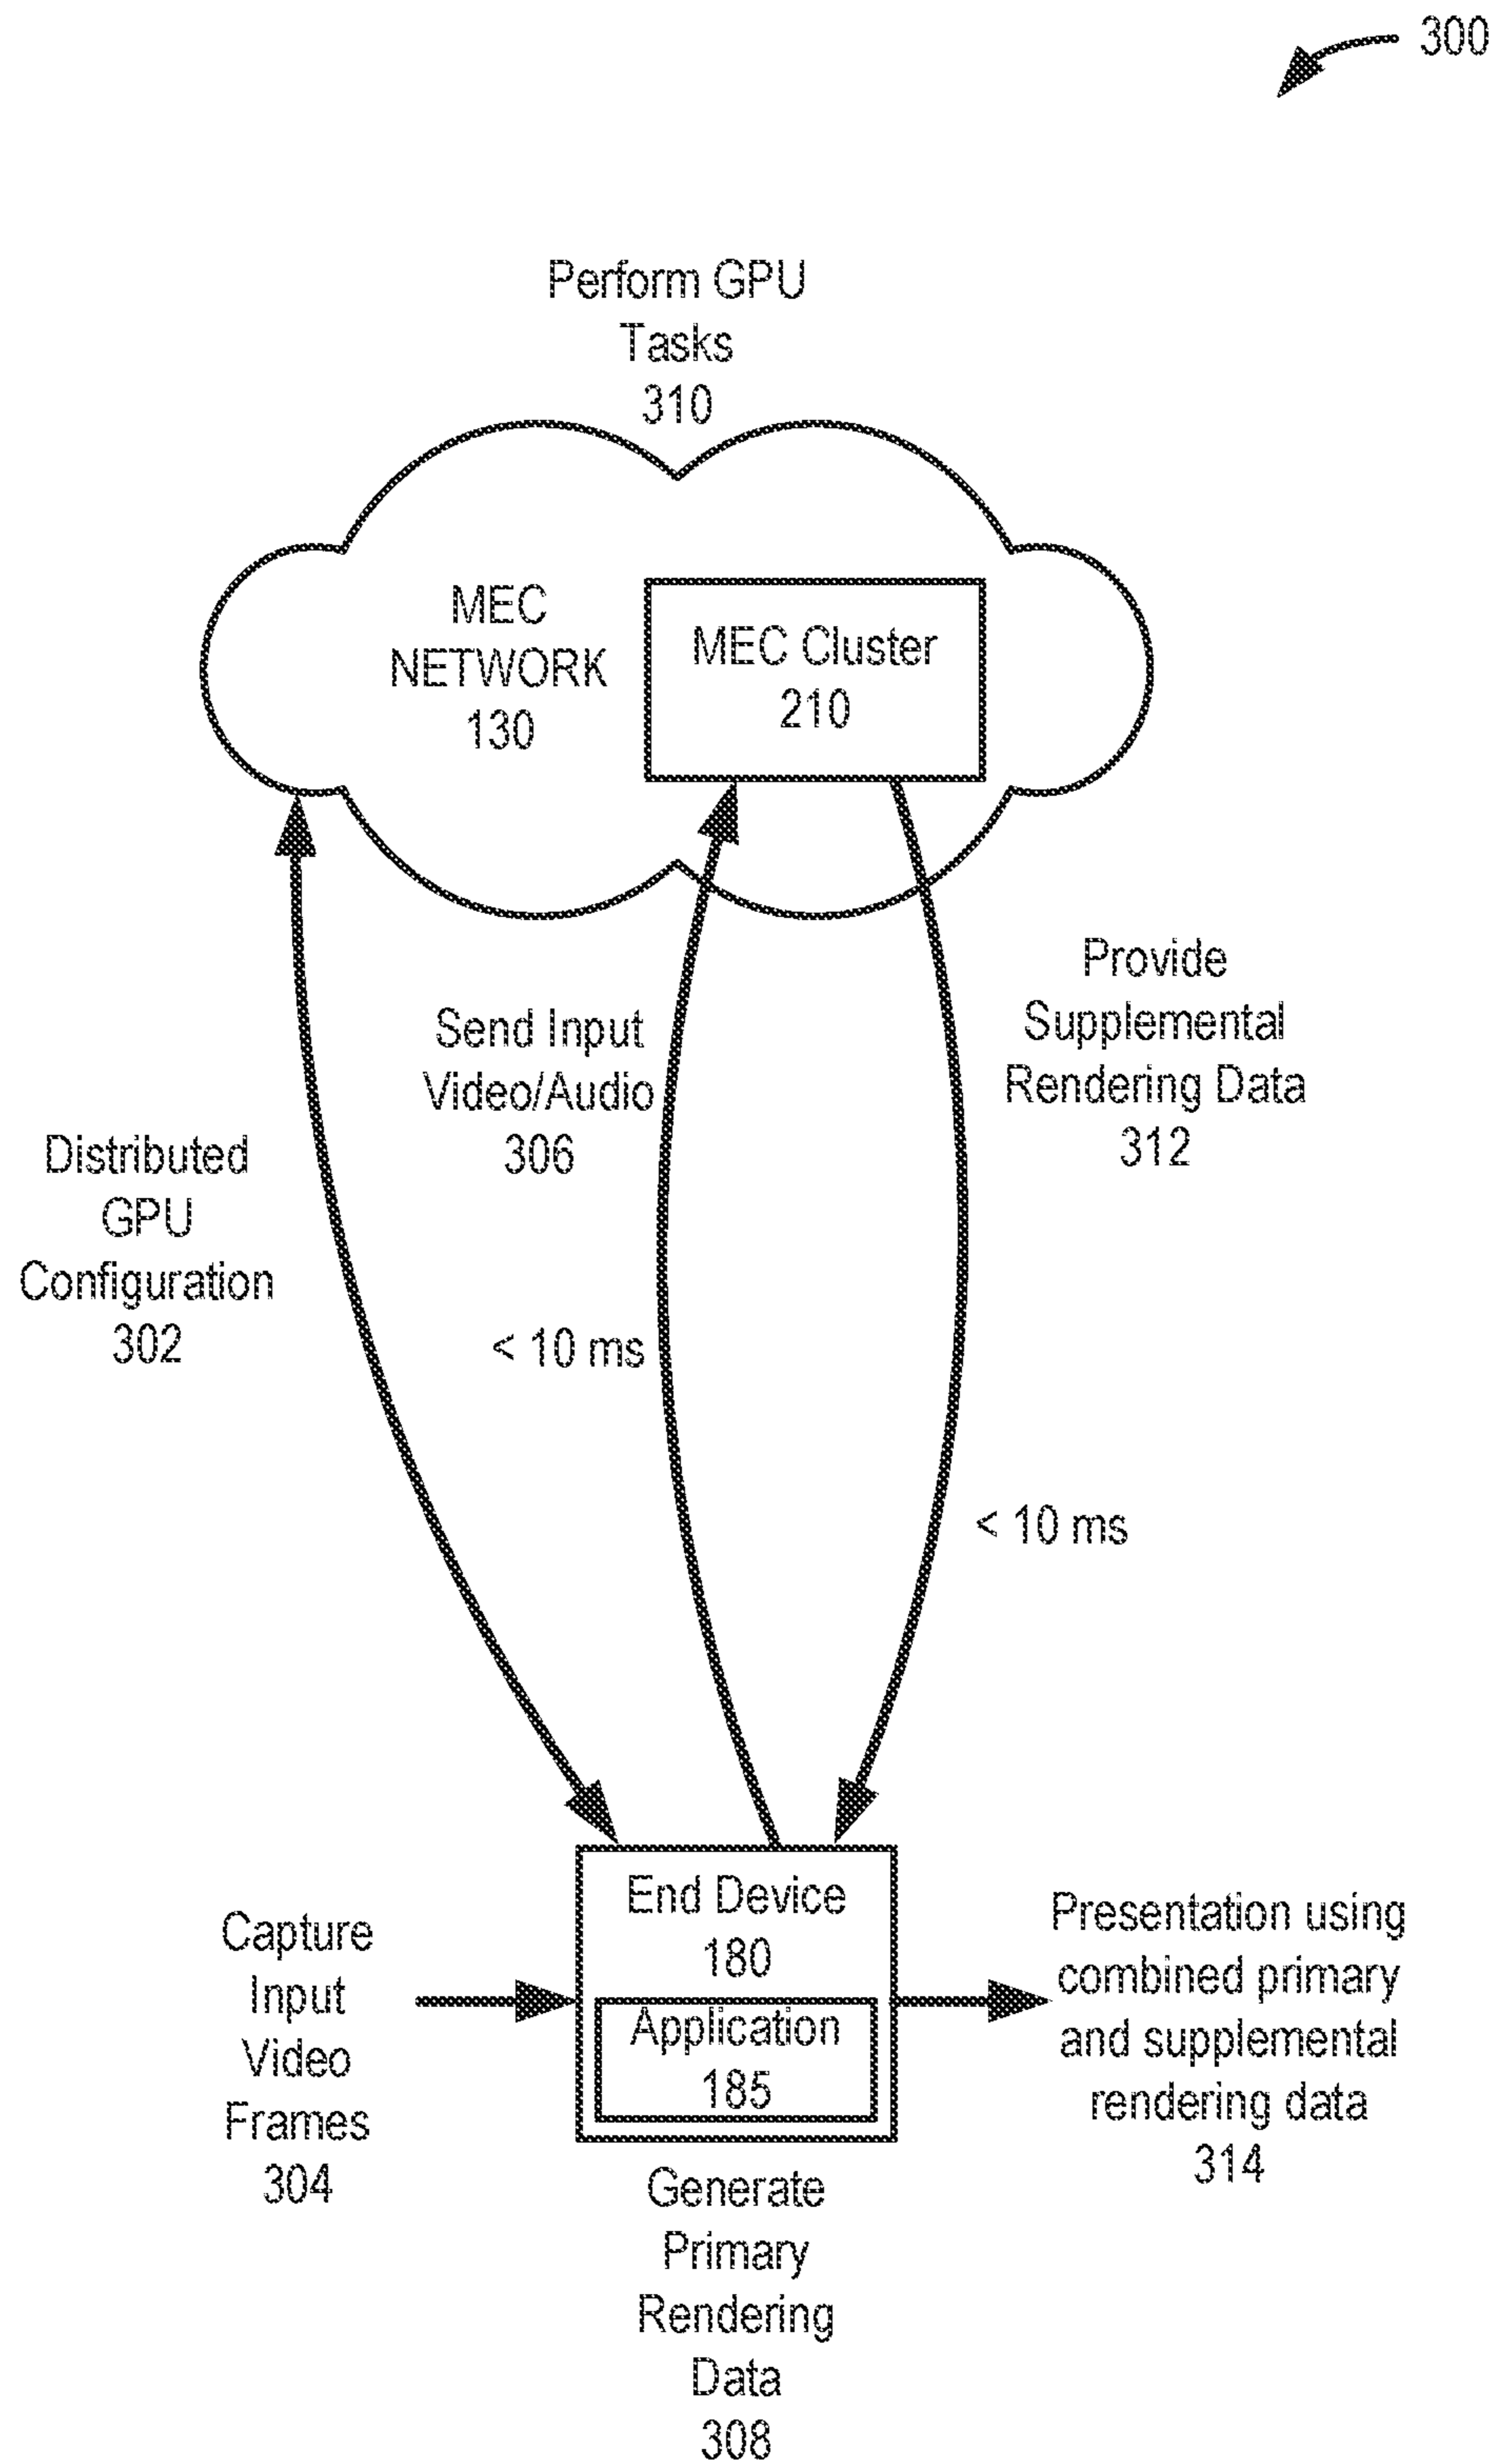 300
Perform GPU
Tasks
310
MEC
NETWORK
130
MEC Cluster
210
Send Input
Video/Audio
306
Provide
Supplemental
Rendering Data
312
Distributed
GPU
Configuration
302
< 10 ms
< 10 ms
Capture
Input
Video
Frames
304
End Device
180
Application
185
Presentation using
combined primary
and supplemental
rendering data
314
Generate
Primary
Rendering
Data
308